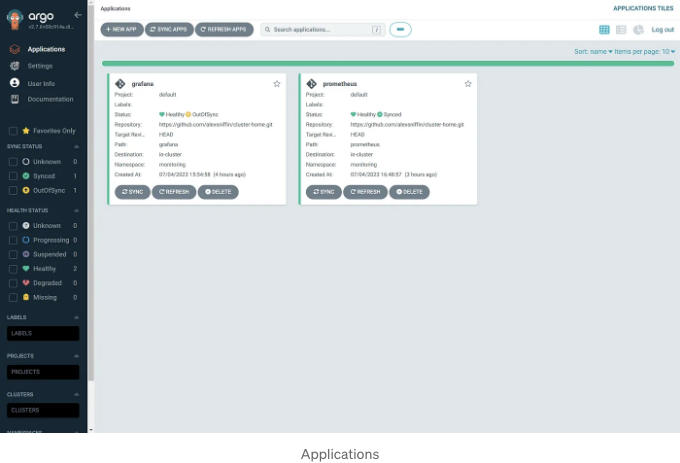 argo
Applications
Settings
User Info
Documentation
Favorites Only
SYNC STATUS
Unknown 0
Synced 1
OutOfSync 1
HEALTH STATUS
Unknown 0
Progressing 0
Suspended 0
Healthy 2
Degraded 0
Missing 0
LABELS
LABELS
PROJECTS
PROJECTS
CLUSTERS
CLUSTERS
Applications
APPLICATIONS TILES
+ NEW APP SYNC APPS REFRESH APPS Search applications... /
Log out
Sort: name Items per page: 10
grafana
Project: default
Labels:
Status: Healthy OutOfSync
Repository: https://github.com/alexsniffin/cluster-home.git
Target Revi... HEAD
Path: grafana
Destination: in-cluster
Namespace: monitoring
Created At: 07/04/2023 15:54:58 (4 hours ago)
SYNC REFRESH DELETE
prometheus
Project: default
Labels:
Status: Healthy Synced
Repository: https://github.com/alexsniffin/cluster-home.git
Target Revi... HEAD
Path: prometheus
Destination: in-cluster
Namespace: monitoring
Created At: 07/04/2023 16:48:57 (3 hours ago)
SYNC REFRESH DELETE
Applications